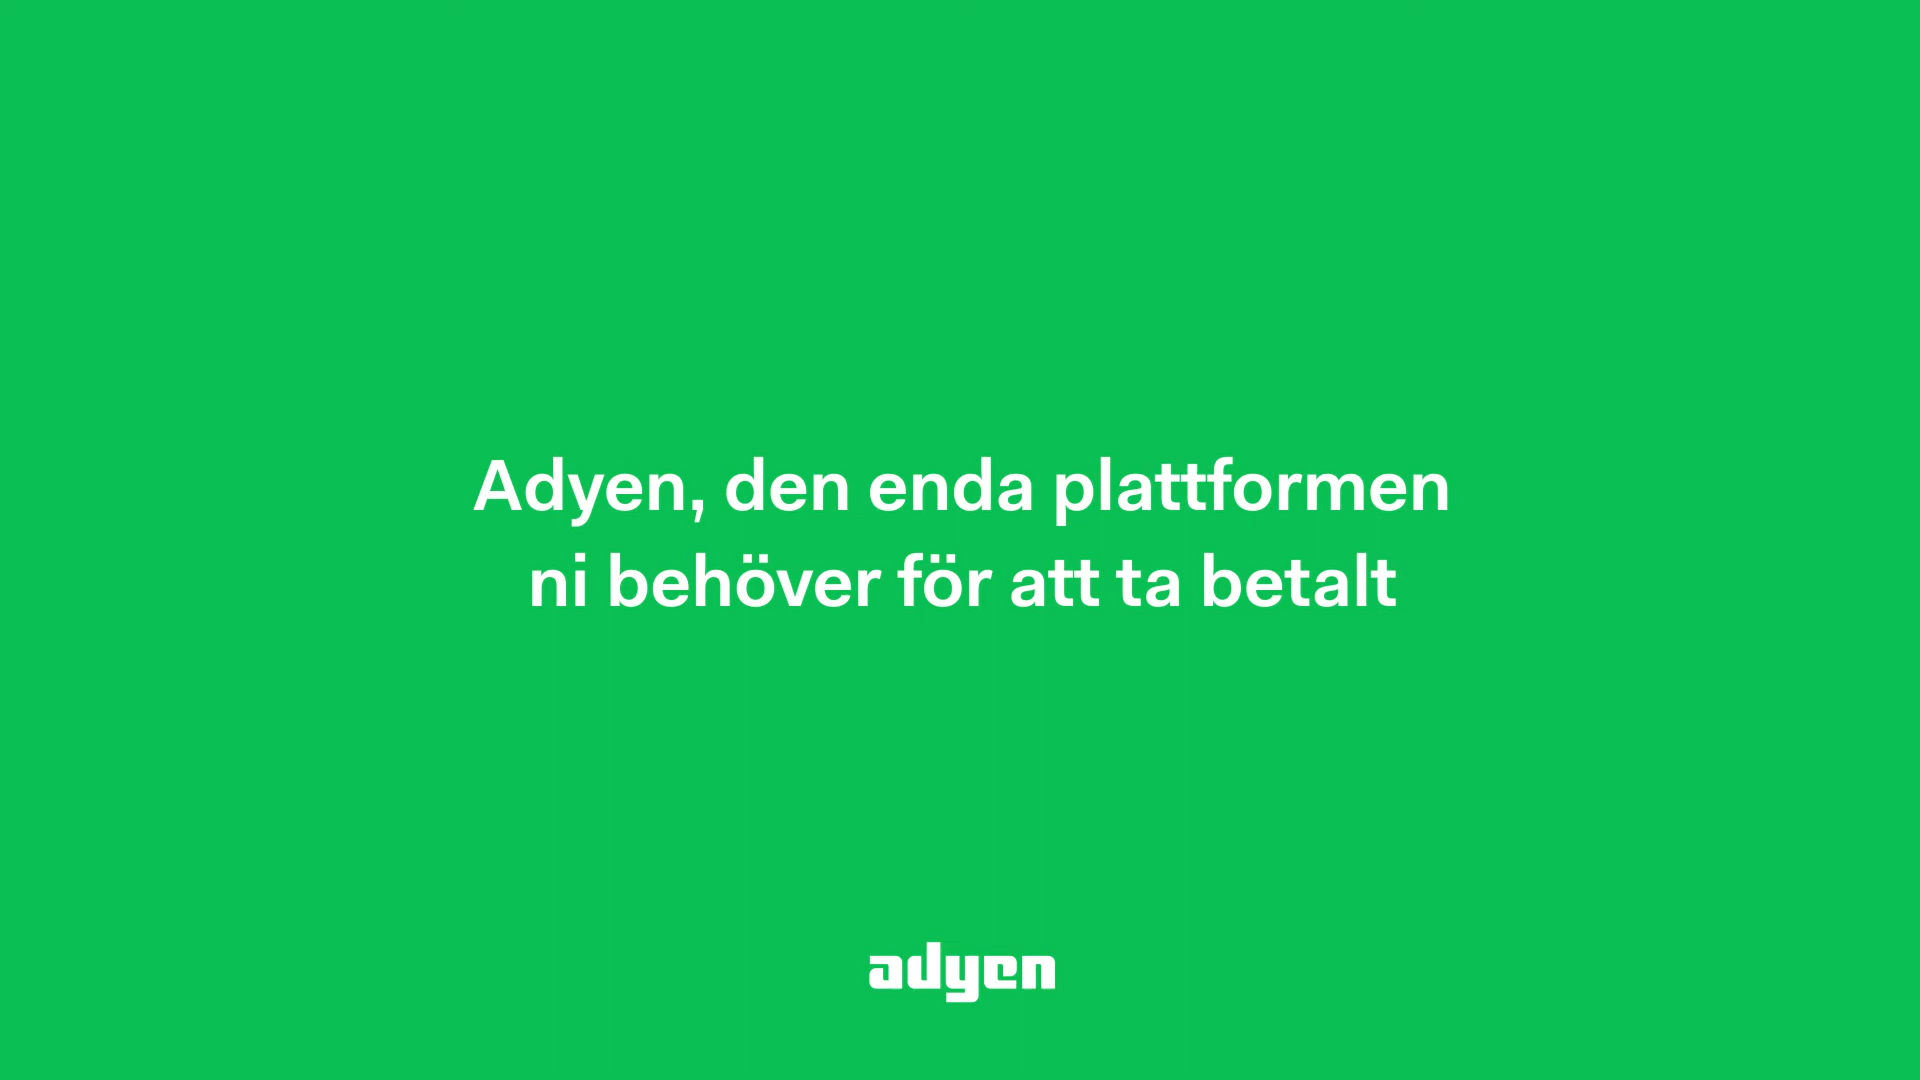 Adyen, den enda plattformen
ni behöver för att ta betalt
adyen